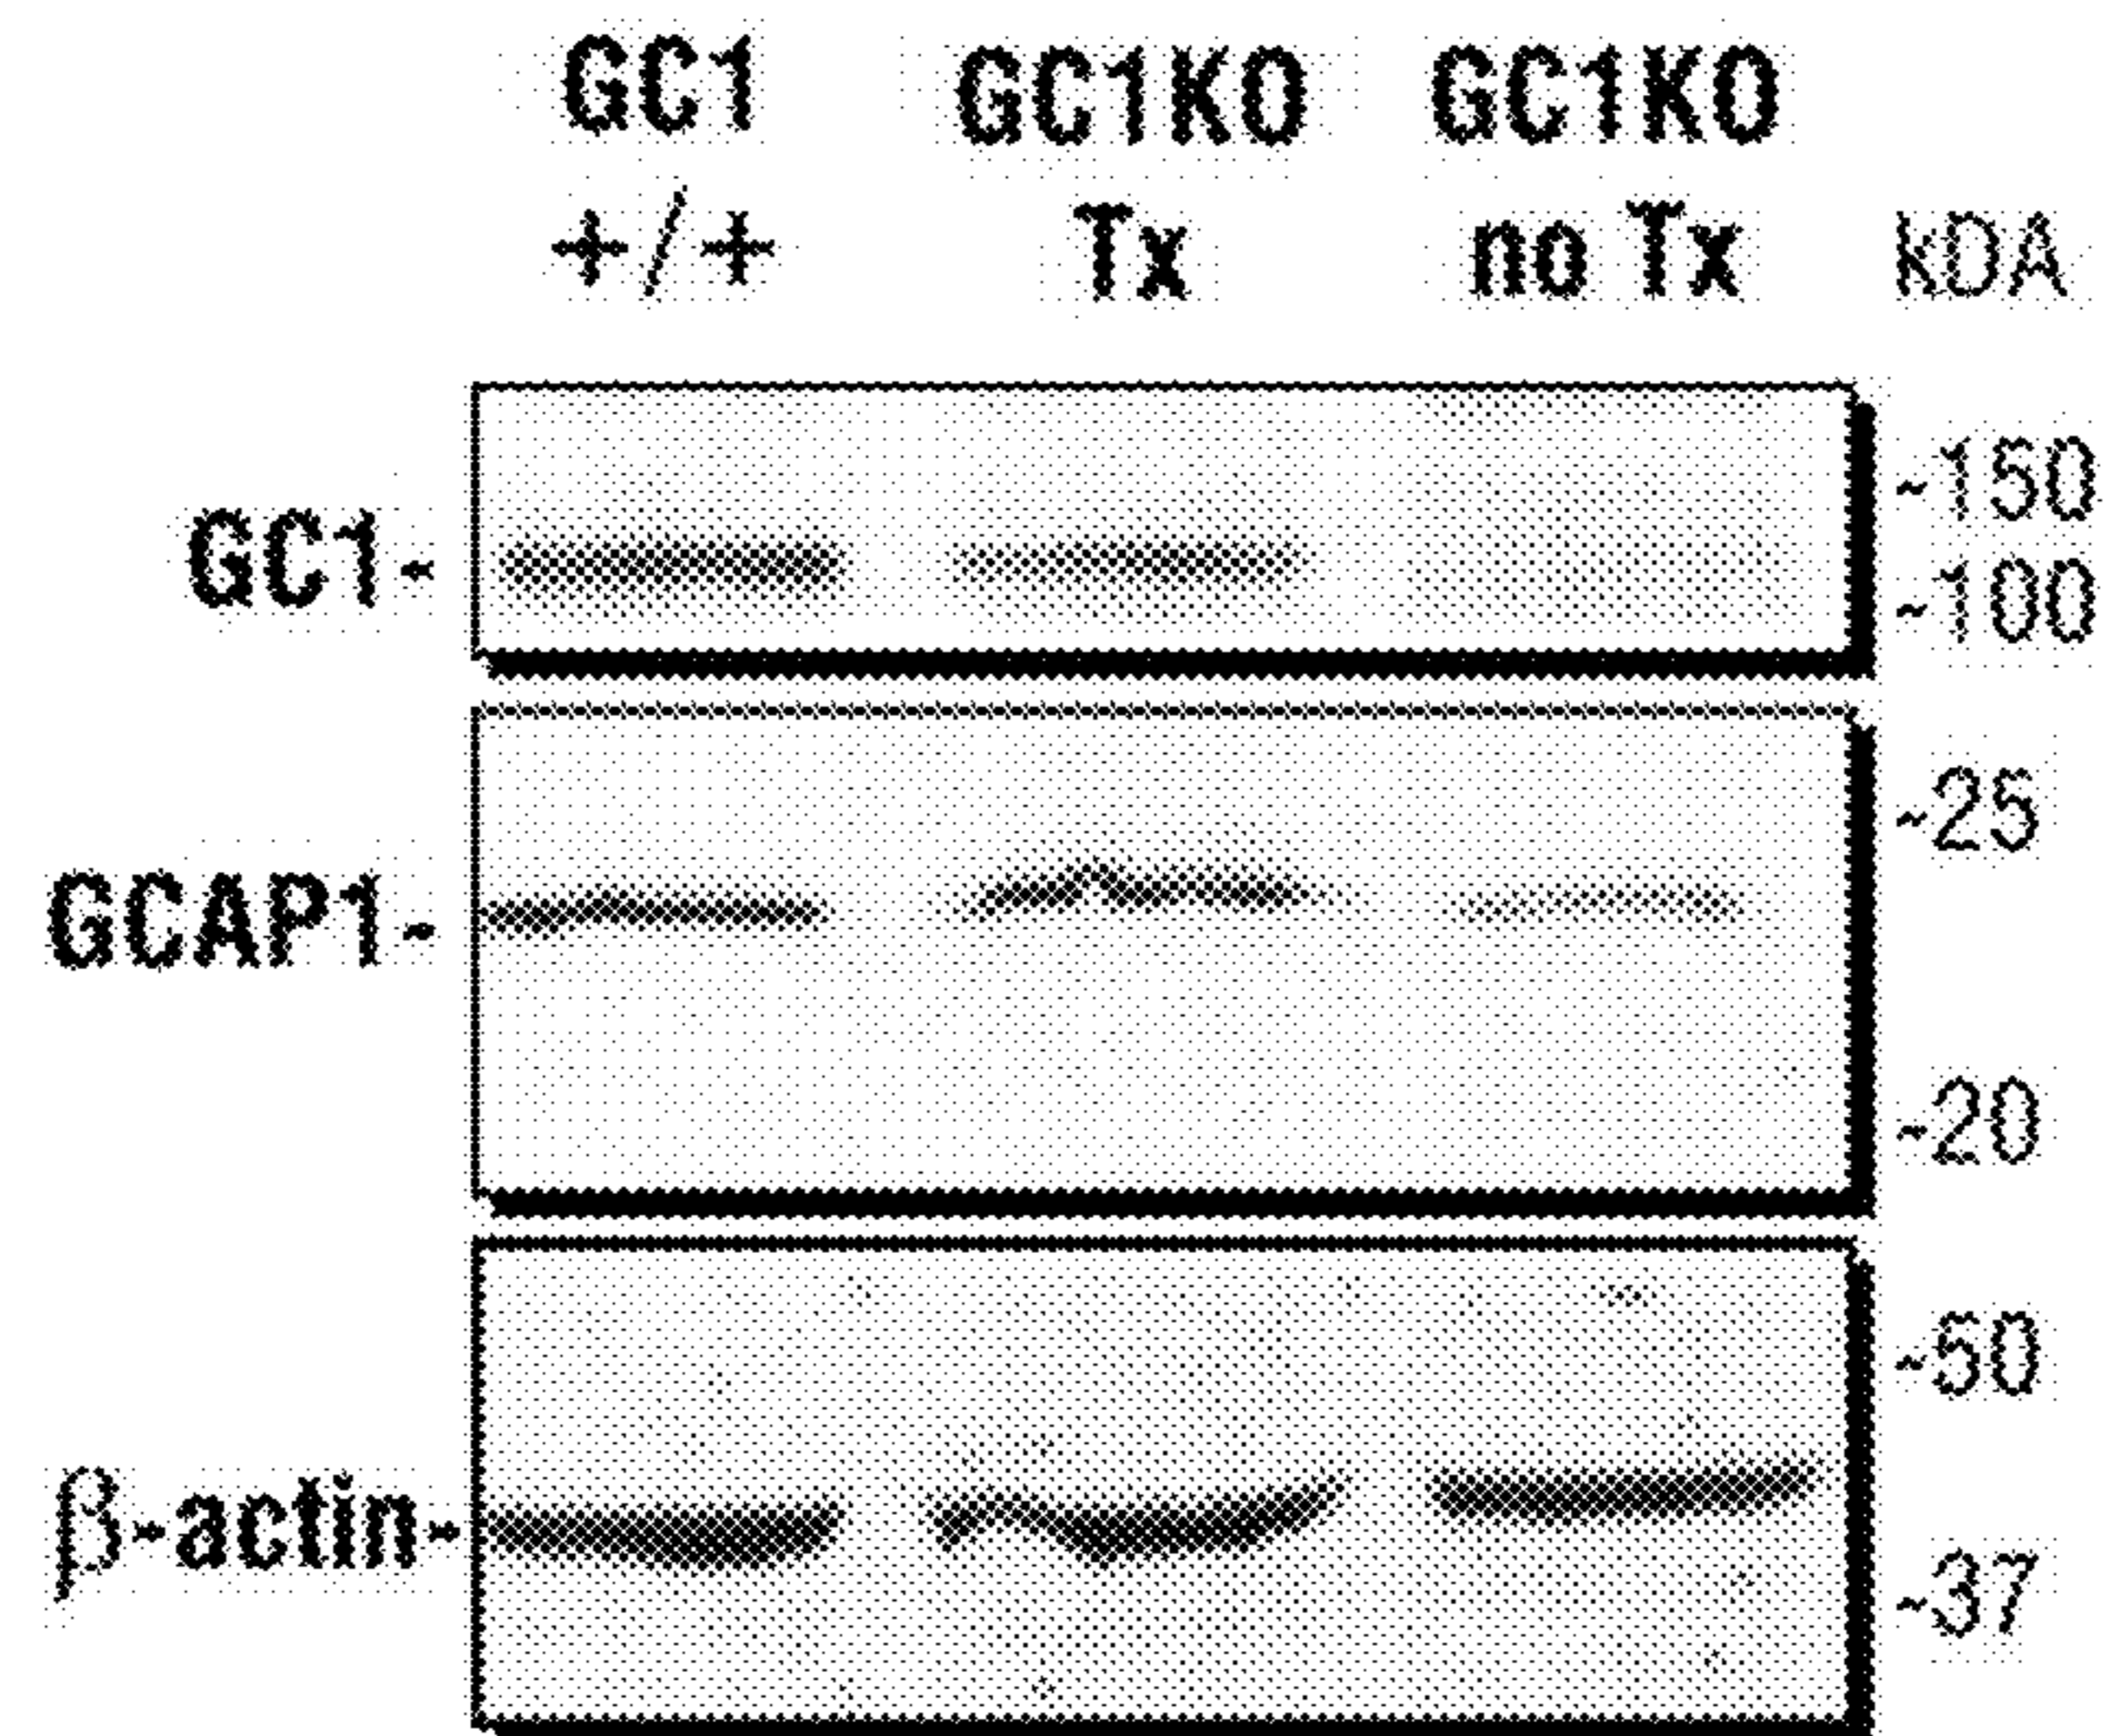 GC1 GC1KO GC1KO
+/+ Tx no Tx kDA
-150
GC1-
-100
-25
GCAP1-
-20
-50
β-actin-
-37